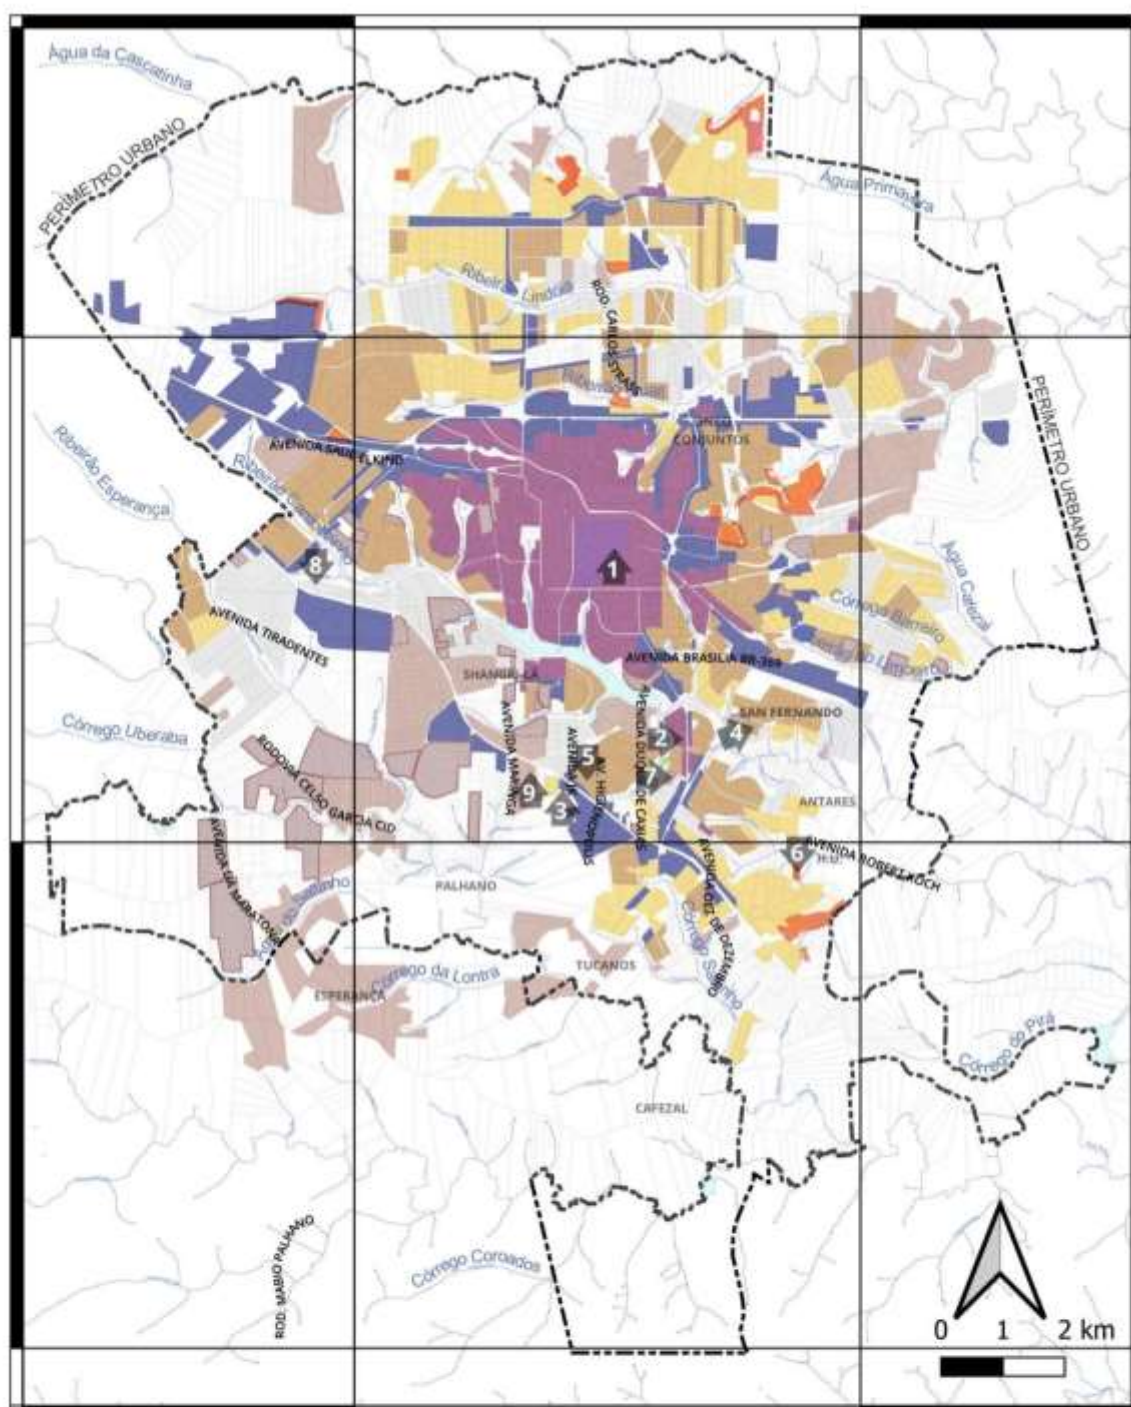 Água da Cascatinha
PERÍMETRO URBANO
Água Primavera
Ribeirão Lindóia
ROD. CARLOS STRASS
PERÍMETRO URBANO
CONJUNTOS
AVENIDA SAUL ELKIND
Ribeirão Esperança
8
1
Água Cafezal
Córrego Barreiro
AVENIDA TIRADENTES
AVENIDA BRASILIA BR-369
SHANGRI-LÁ
Córrego Uberaba
SAN FERNANDO
RODOVIA CELSO GARCIA CID
AVENIDA MARINGA
AV. HIGIENOPOLIS
AVENIDA DUQUE DE CAXIAS
2
4
5
7
9
3
ANTARES
6
H.U.
AVENIDA ROBERT KOCH
AVENIDA DA MARATONA
PALHANO
AVENIDA DEZ DE DEZEMBRO
TUCANOS
Córrego da Lontra
ESPERANÇA
Córrego do Pirá
CAFEZAL
Córrego Coroados
ROD. MABIO PALHANO
0 1 2 km